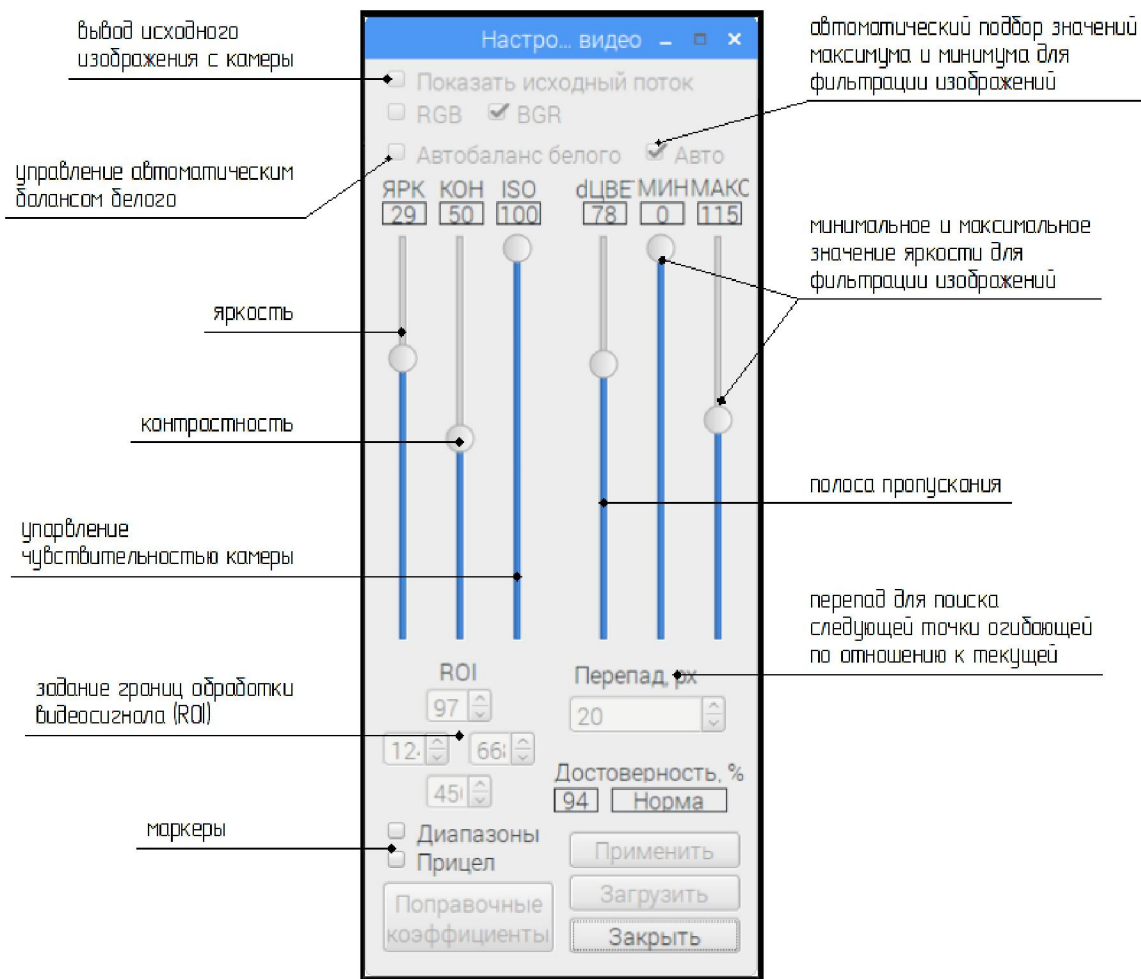 вывод исходного
изображения с камеры
управление автоматическим
балансом белого
яркость
контрастность
упарвление
чувствительностью камеры
задание границ обработки
видеосигнала (ROI)
маркеры
Настро... видео
Показать исходный поток
RGB BGR
Автобаланс белого Авто
ЯРК КОН ISO dЦВЕ МИН МАКС
29 50 100 78 0 115
ROI
97
124 668
450
Перепад, px
20
Достоверность, %
94 Норма
Диапазоны
Прицел
Поправочные
коэффициенты
Применить
Загрузить
Закрыть
автоматический подбор значений
максимума и минимума для
фильтрации изображений
минимальное и максимальное
значение яркости для
фильтрации изображений
полоса пропускания
перепад для поиска
следующей точки огибающей
по отношению к текущей